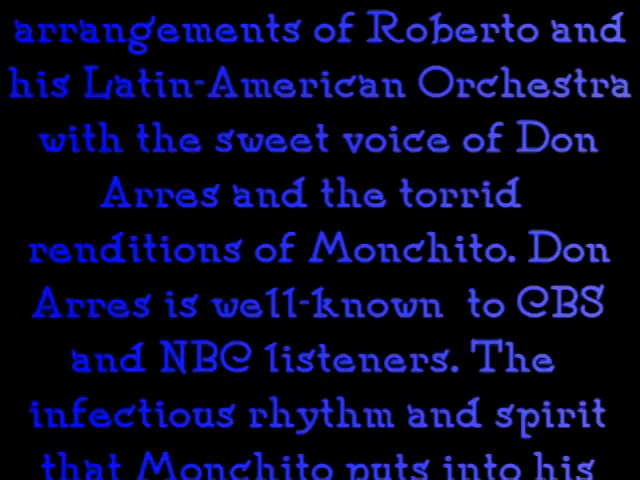 arrangements of Roberto and
his Latin-American Orchestra
with the sweet voice of Don
Arres and the torrid
renditions of Monchito. Don
Arres is well-known to CBS
and NBC listeners. The
infectious rhythm and spirit
that Monchito puts into his